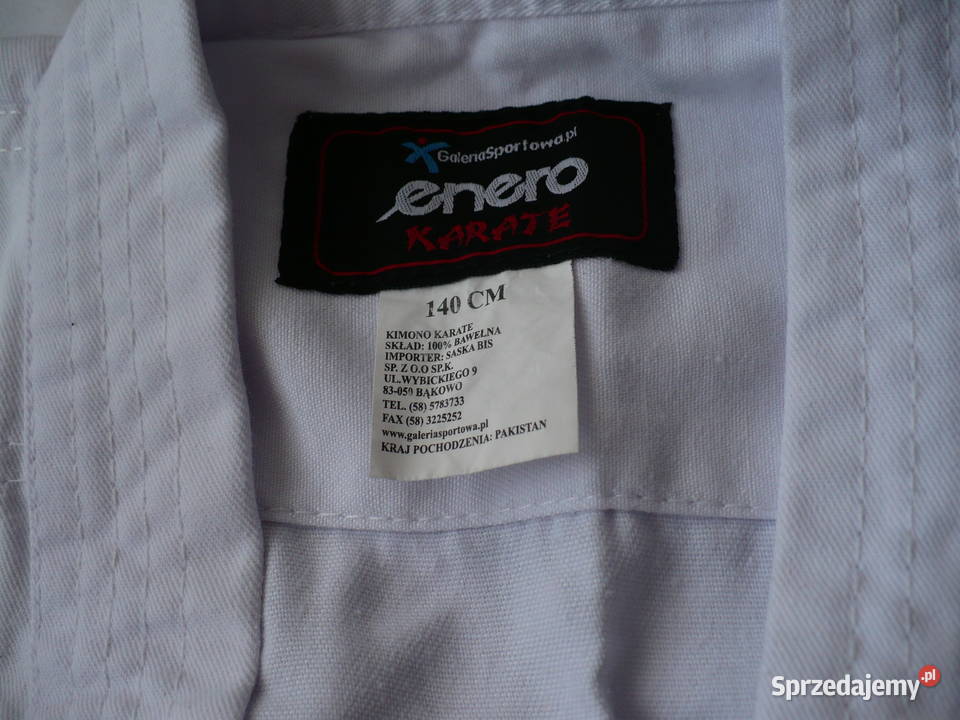 GaleriaSportowa.pl
enero
KARATE
140 CM
KIMONO KARATE
SKŁAD: 100% BAWEŁNA
IMPORTER: SASKA BIS
SP. Z O.O SP.K.
UL.WYBICKIEGO 9
83-050 BĄKOWO
TEL. (58) 5783733
FAX (58) 3225252
www.galeriasportowa.pl
KRAJ POCHODZENIA: PAKISTAN
Sprzedajemy.pl